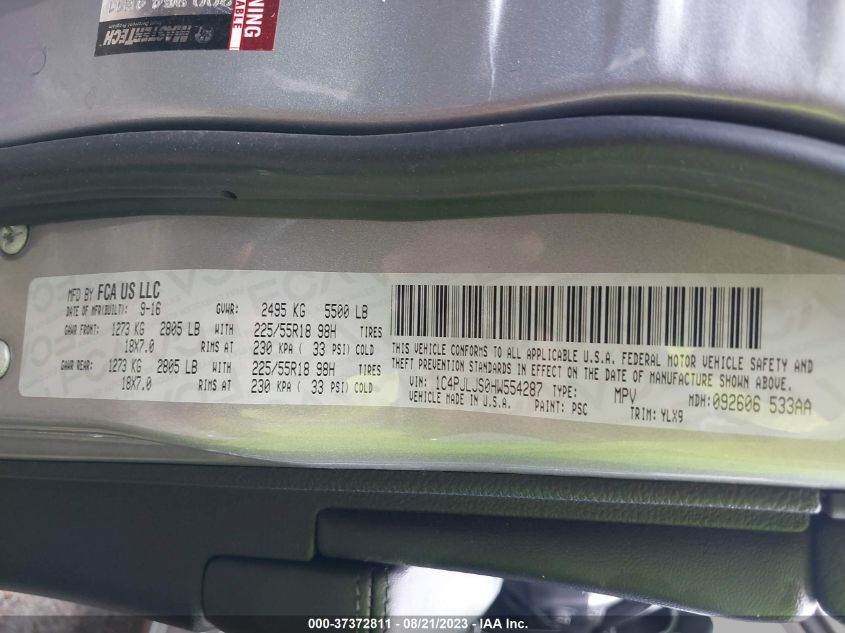 NING
ABLE
MASTERTECH
MFD BY FCA US LLC
DATE OF MFR(BUILT): 9-16 GVWR: 2495 KG 5500 LB
GAWR FRONT: 1273 KG 2805 LB WITH 225/55R18 98H TIRES
18X7.0 RIMS AT 230 KPA ( 33 PSI) COLD
GAWR REAR: 1273 KG 2805 LB WITH 225/55R18 98H TIRES
18X7.0 RIMS AT 230 KPA ( 33 PSI) COLD
THIS VEHICLE CONFORMS TO ALL APPLICABLE U.S.A. FEDERAL MOTOR VEHICLE SAFETY AND
THEFT PREVENTION STANDARDS IN EFFECT ON THE DATE OF MANUFACTURE SHOWN ABOVE.
VIN: 1C4PJLJS0HW554287 TYPE: MPV MDH:092606 533AA
VEHICLE MADE IN U.S.A. PAINT: PSC TRIM: YLX9
000-37372811 - 08/21/2023 - IAA Inc.